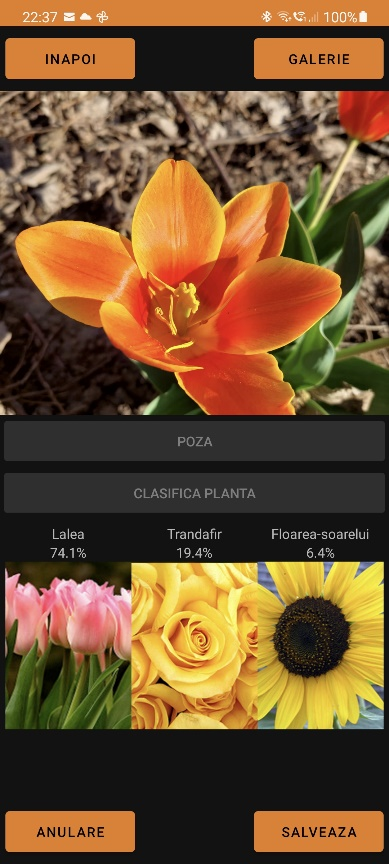 22:37 100%
INAPOI GALERIE
POZA
CLASIFICA PLANTA
Lalea Trandafir Floarea-soarelui
74.1% 19.4% 6.4%
ANULARE SALVEAZA